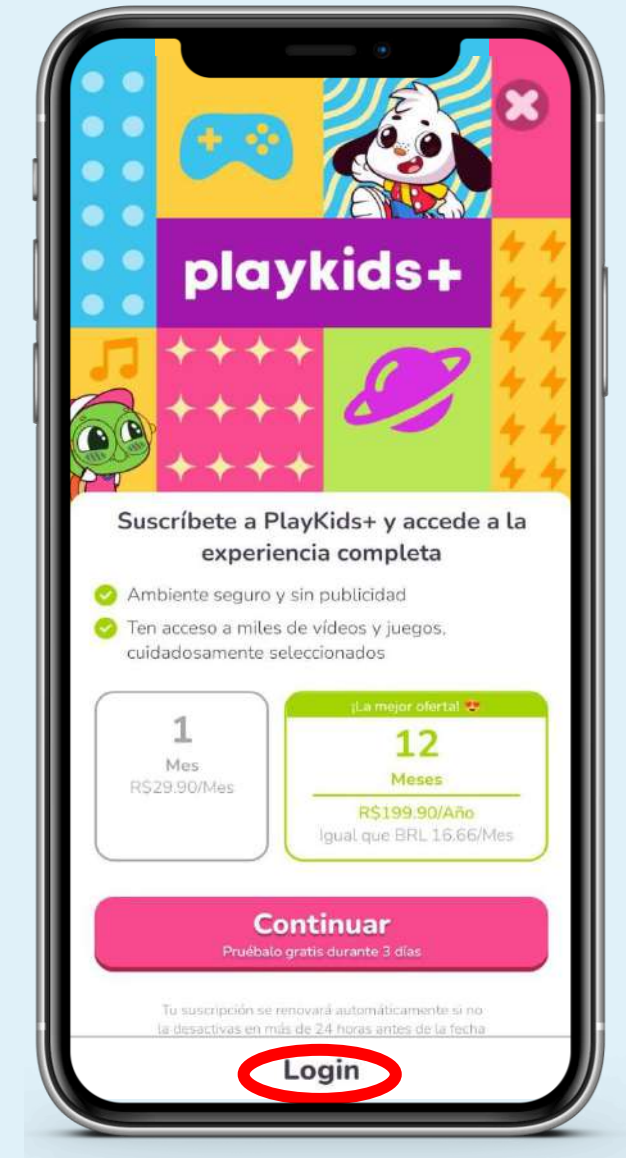 playkids+
Suscríbete a PlayKids+ y accede a la
experiencia completa
Ambiente seguro y sin publicidad
Ten acceso a miles de vídeos y juegos,
cuidadosamente seleccionados
1
Mes
R$29.90/Mes
¡La mejor oferta! 😍
12
Meses
R$199.90/Año
Igual que BRL 16.66/Mes
Continuar
Pruébalo gratis durante 3 días
Tu suscripción se renovará automáticamente si no
la desactivas en más de 24 horas antes de la fecha
Login